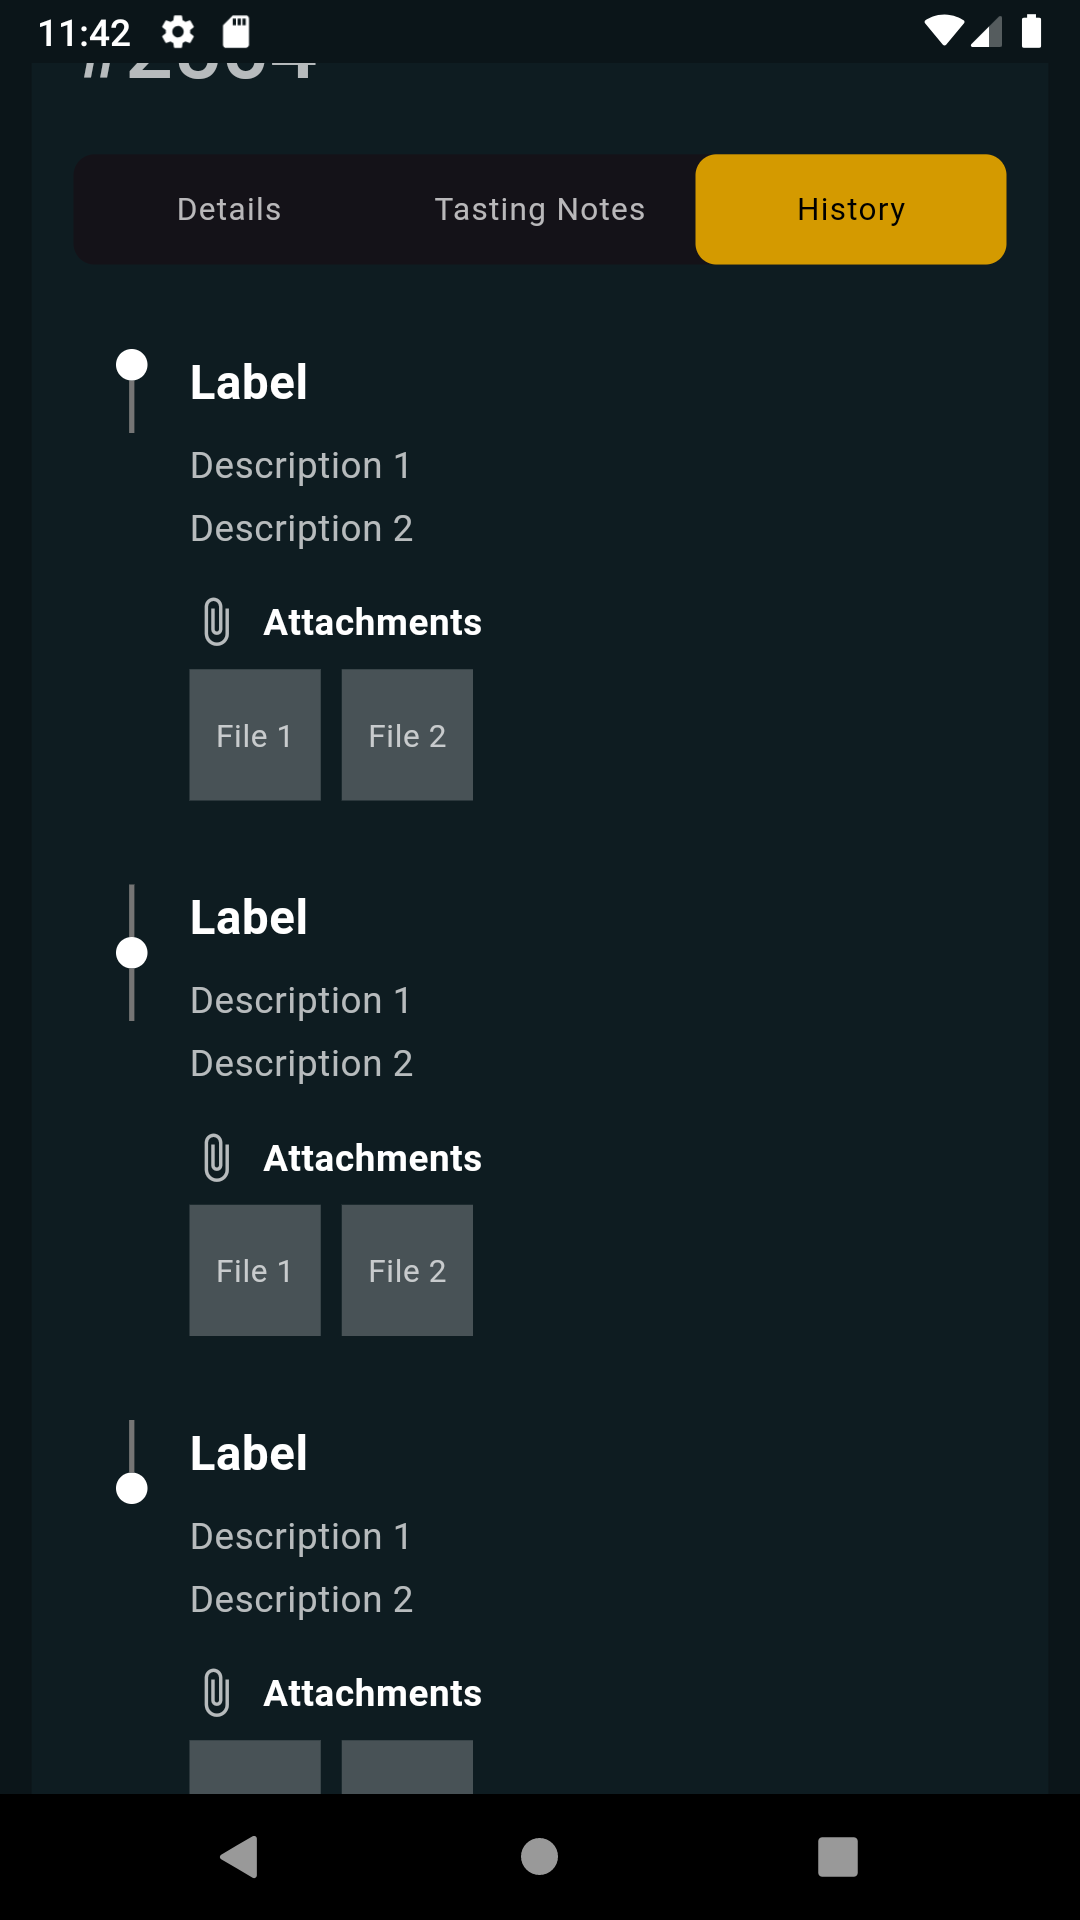 11:42
Details Tasting Notes History
Label
Description 1
Description 2
Attachments
File 1 File 2
Label
Description 1
Description 2
Attachments
File 1 File 2
Label
Description 1
Description 2
Attachments